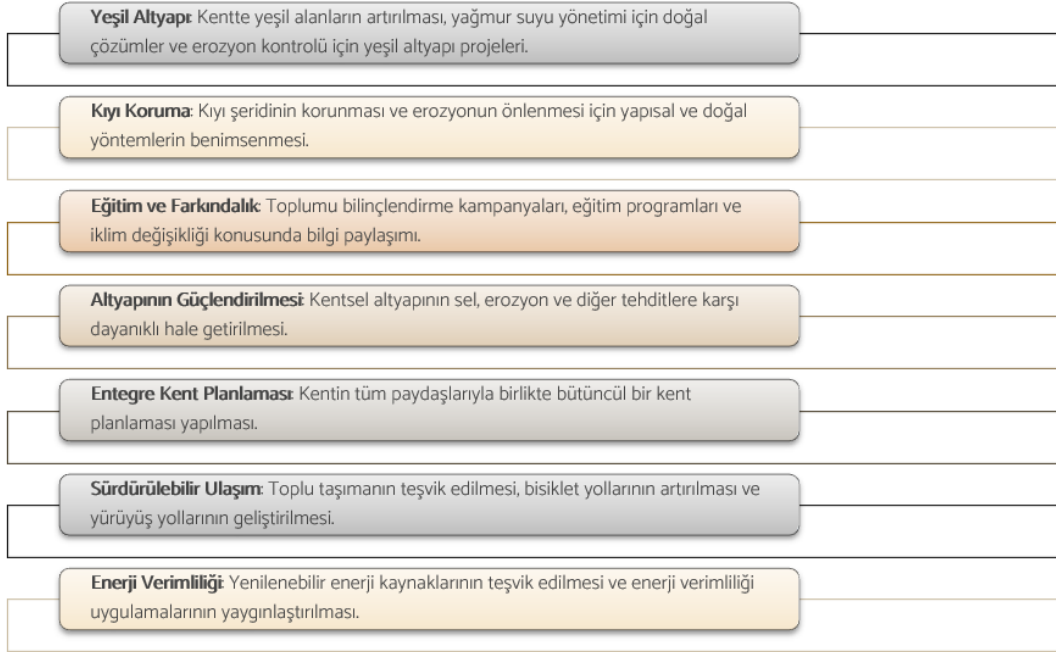 Yeşil Altyapı: Kentte yeşil alanların artırılması, yağmur suyu yönetimi için doğal
çözümler ve erozyon kontrolü için yeşil altyapı projeleri.
Kıyı Koruma: Kıyı şeridinin korunması ve erozyonun önlenmesi için yapısal ve doğal
yöntemlerin benimsenmesi.
Eğitim ve Farkındalık: Toplumu bilinçlendirme kampanyaları, eğitim programları ve
iklim değişikliği konusunda bilgi paylaşımı.
Altyapının Güçlendirilmesi: Kentsel altyapının sel, erozyon ve diğer tehditlere karşı
dayanıklı hale getirilmesi.
Entegre Kent Planlaması: Kentin tüm paydaşlarıyla birlikte bütüncül bir kent
planlaması yapılması.
Sürdürülebilir Ulaşım: Toplu taşımanın teşvik edilmesi, bisiklet yollarının artırılması ve
yürüyüş yollarının geliştirilmesi.
Enerji Verimliliği: Yenilenebilir enerji kaynaklarının teşvik edilmesi ve enerji verimliliği
uygulamalarının yaygınlaştırılması.